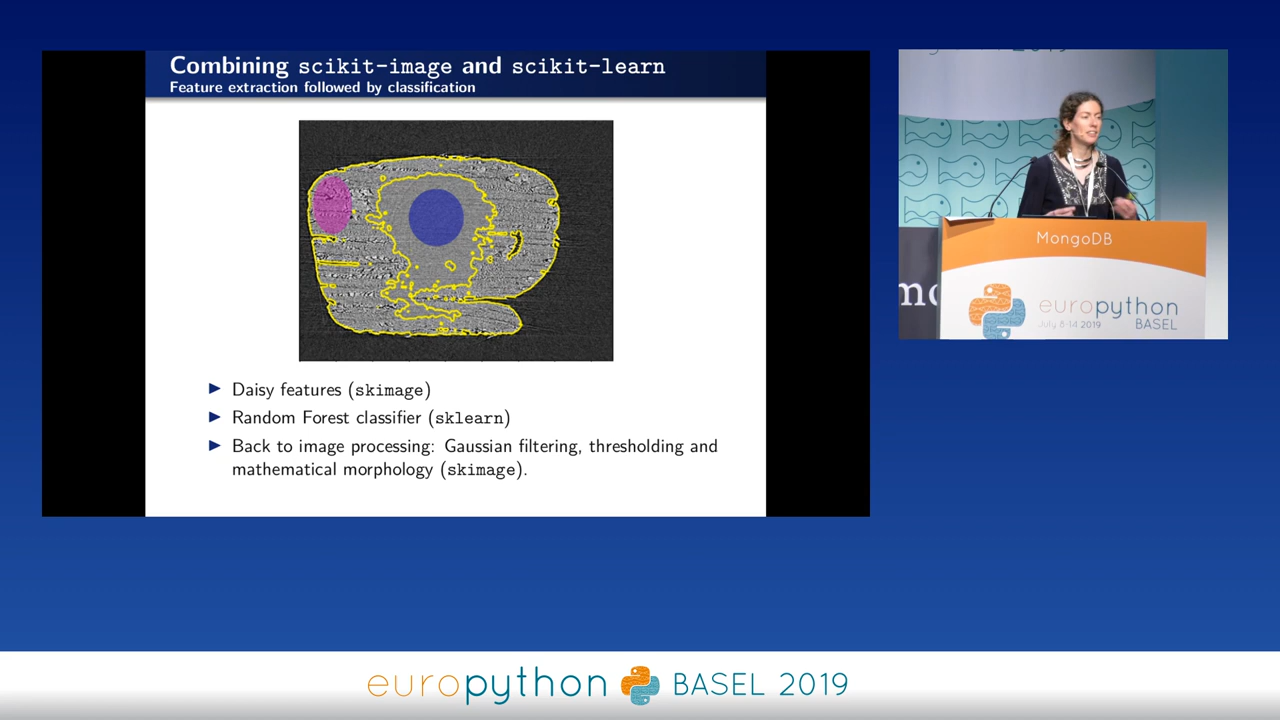 Combining scikit-image and scikit-learn
Feature extraction followed by classification
▶ Daisy features (skimage)
▶ Random Forest classifier (sklearn)
▶ Back to image processing: Gaussian filtering, thresholding and
mathematical morphology (skimage).
2019
MongoDB
europython
July 8-14 2019 BASEL
europython BASEL 2019